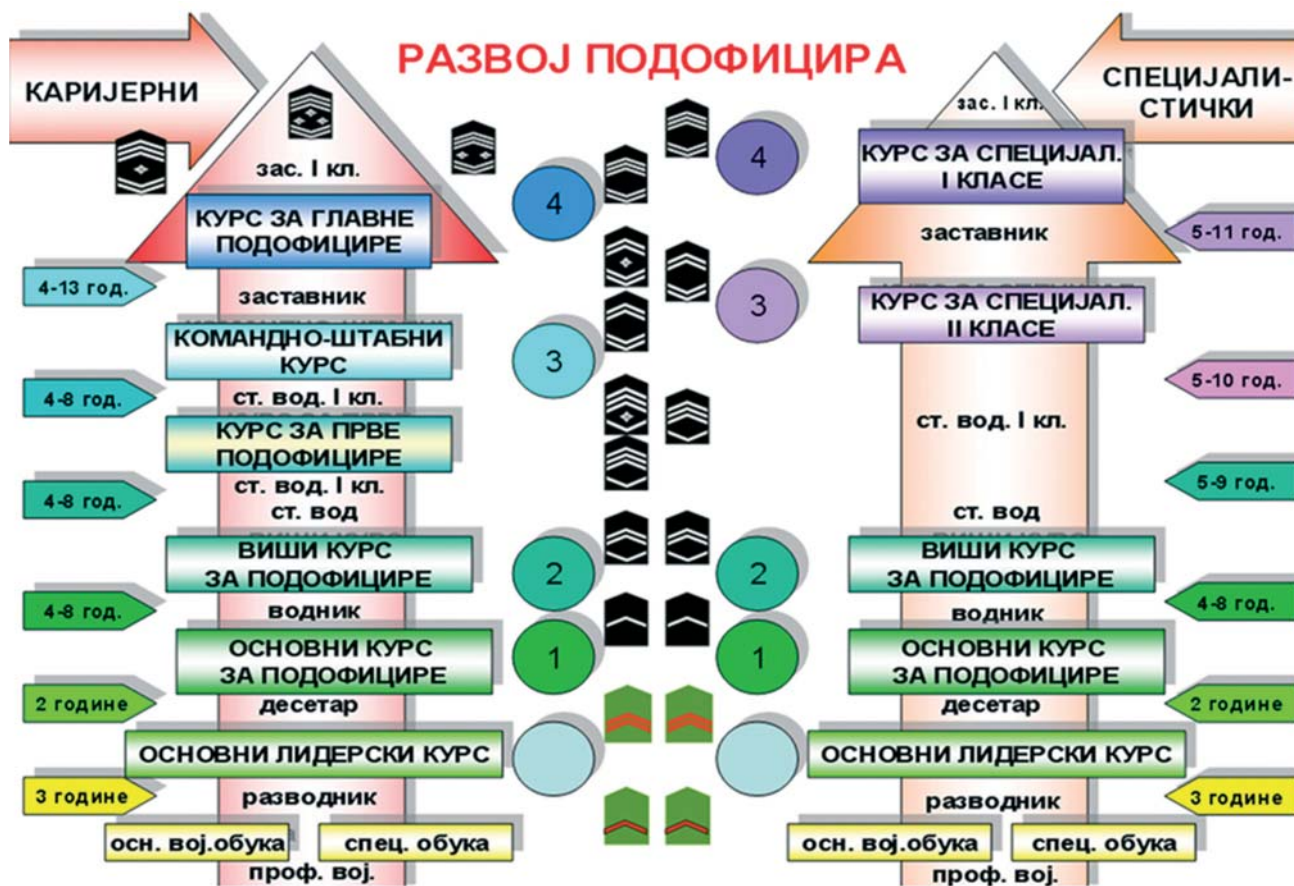 РАЗВОЈ ПОДОФИЦИРА
КАРИЈЕРНИ
зас. I кл.
КУРС ЗА ГЛАВНЕ
ПОДОФИЦИРЕ
4-13 год.
заставник
КОМАНДНО-ШТАБНИ
КУРС
4-8 год.
ст. вод. I кл.
КУРС ЗА ПРВЕ
ПОДОФИЦИРЕ
4-8 год.
ст. вод. I кл.
ст. вод
ВИШИ КУРС
ЗА ПОДОФИЦИРЕ
4-8 год.
водник
ОСНОВНИ КУРС
ЗА ПОДОФИЦИРЕ
2 године
десетар
ОСНОВНИ ЛИДЕРСКИ КУРС
3 године
разводник
осн. вој.обука
спец. обука
проф. вој.
4
3
2
1
4
3
2
1
СПЕЦИЈАЛИ-
СТИЧКИ
зас. I кл.
КУРС ЗА СПЕЦИЈАЛ.
I КЛАСЕ
заставник
5-11 год.
КУРС ЗА СПЕЦИЈАЛ.
II КЛАСЕ
5-10 год.
ст. вод. I кл.
5-9 год.
ст. вод
ВИШИ КУРС
ЗА ПОДОФИЦИРЕ
4-8 год.
водник
ОСНОВНИ КУРС
ЗА ПОДОФИЦИРЕ
2 године
десетар
ОСНОВНИ ЛИДЕРСКИ КУРС
3 године
разводник
осн. вој.обука
спец. обука
проф. вој.